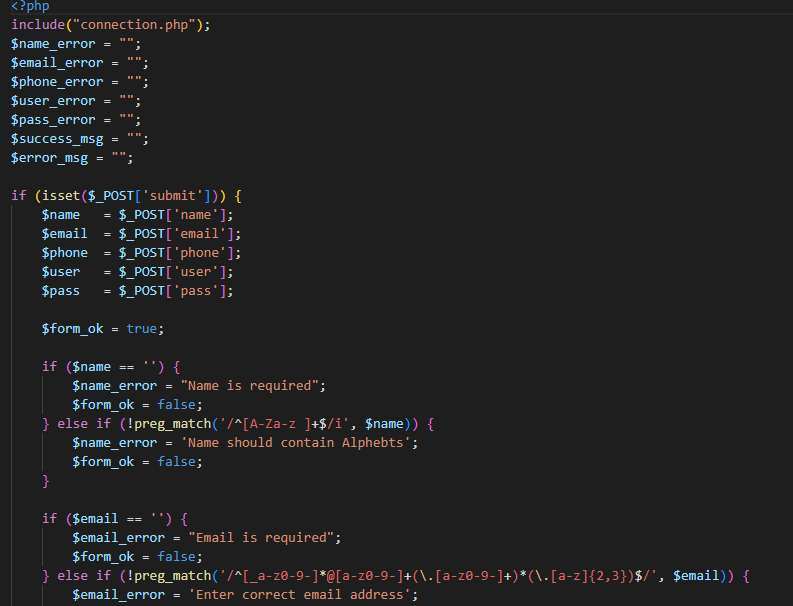 <?php
include("connection.php");
$name_error = "";
$email_error = "";
$phone_error = "";
$user_error = "";
$pass_error = "";
$success_msg = "";
$error_msg = "";

if (isset($_POST['submit'])) {
    $name   = $_POST['name'];
    $email  = $_POST['email'];
    $phone  = $_POST['phone'];
    $user   = $_POST['user'];
    $pass   = $_POST['pass'];

    $form_ok = true;

    if ($name == '') {
        $name_error = "Name is required";
        $form_ok = false;
    } else if (!preg_match('/^[A-Za-z ]+$/i', $name)) {
        $name_error = 'Name should contain Alphebts';
        $form_ok = false;
    }

    if ($email == '') {
        $email_error = "Email is required";
        $form_ok = false;
    } else if (!preg_match('/^[_a-z0-9-]*@[a-z0-9-]+(\.[a-z0-9-]+)*(\.[a-z]{2,3})$/', $email)) {
        $email_error = 'Enter correct email address';